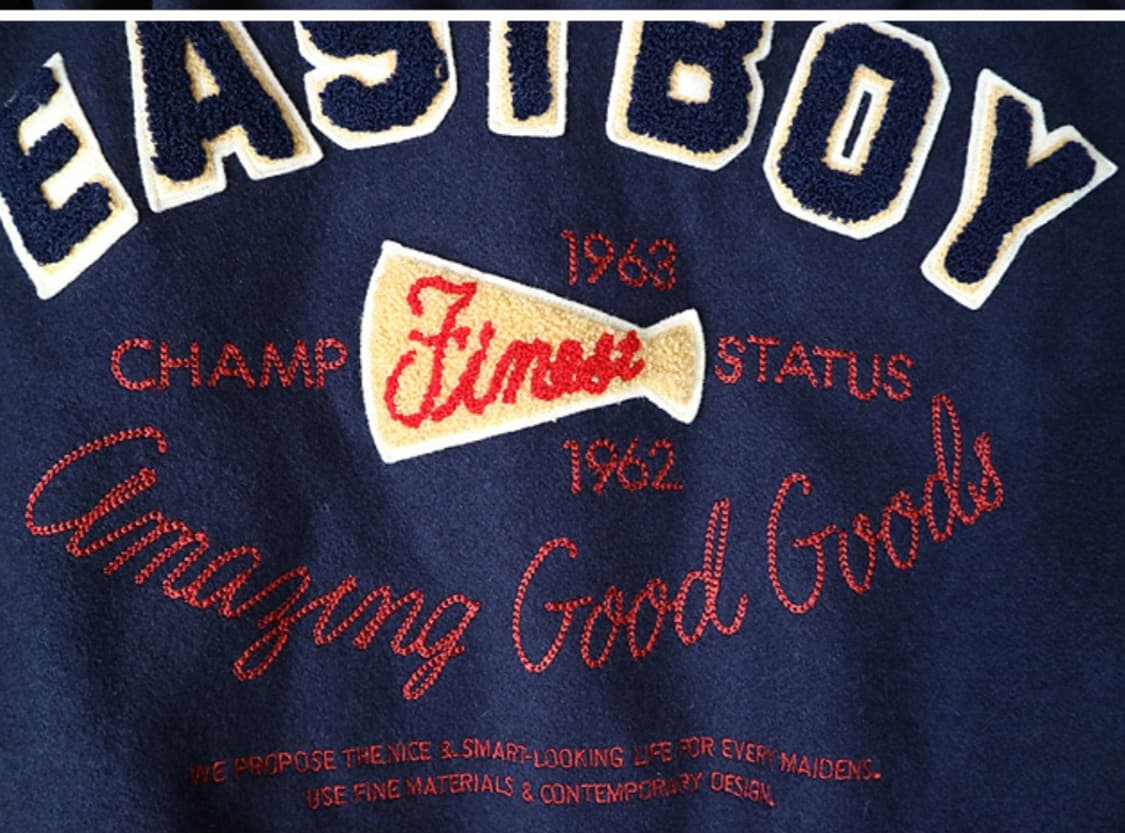 EASTBOY
1963
CHAMP Finest STATUS
1962
Amazing Good Goods
WE PROPOSE THE NICE & SMART-LOOKING LIFE FOR EVERY MAIDENS.
USE FINE MATERIALS & CONTEMPORARY DESIGN.